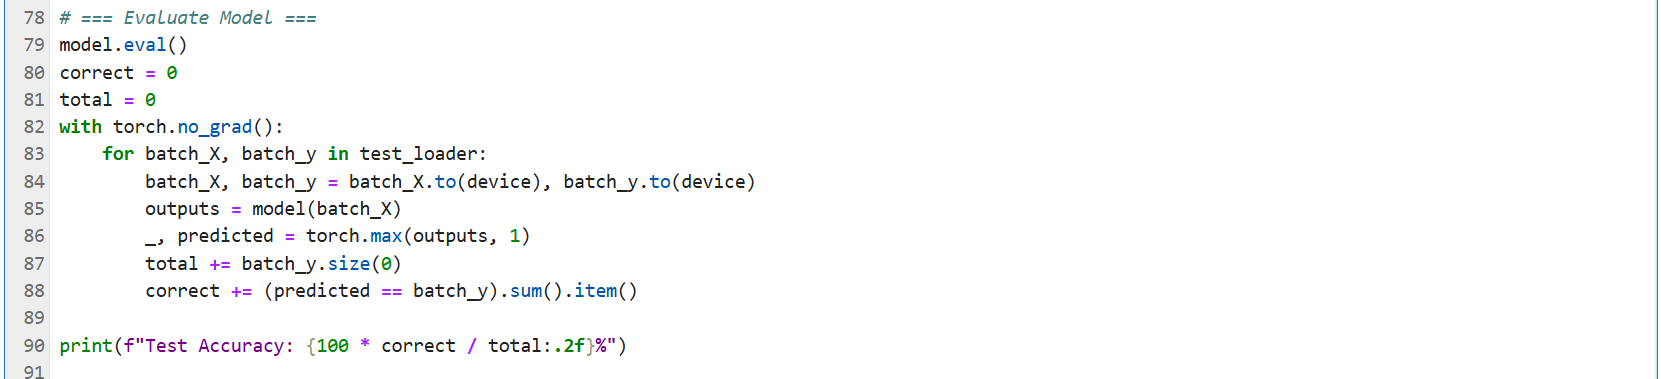 78 # === Evaluate Model ===
79 model.eval()
80 correct = 0
81 total = 0
82 with torch.no_grad():
83     for batch_X, batch_y in test_loader:
84         batch_X, batch_y = batch_X.to(device), batch_y.to(device)
85         outputs = model(batch_X)
86         _, predicted = torch.max(outputs, 1)
87         total += batch_y.size(0)
88         correct += (predicted == batch_y).sum().item()
89
90 print(f"Test Accuracy: {100 * correct / total:.2f}%")
91